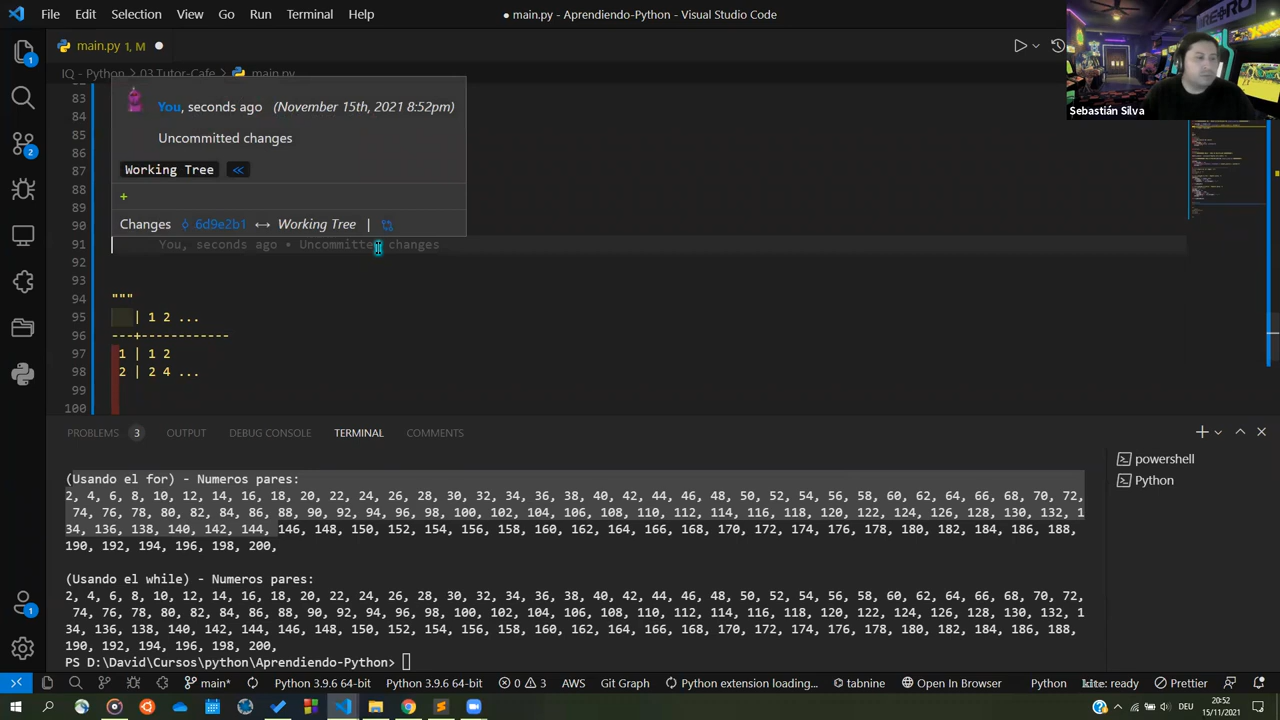 File Edit Selection View Go Run Terminal Help
● main.py - Aprendiendo-Python - Visual Studio Code
main.py 1, M ●
IQ - Python > 03 Tutor-Cafe > main.py
83
84
85
86
87
88
89
90
You, seconds ago (November 15th, 2021 8:52pm)
Uncommitted changes
Working Tree «
+
Changes 6d9e2b1 ↔ Working Tree |
91 You, seconds ago • Uncommitted changes
92
93
94 """
95 | 1 2 ...
96 ---+------------
97 1 | 1 2
98 2 | 2 4 ...
99
100
Sebastián Silva
PROBLEMS 3 OUTPUT DEBUG CONSOLE TERMINAL COMMENTS
powershell
Python
(Usando el for) - Numeros pares:
2, 4, 6, 8, 10, 12, 14, 16, 18, 20, 22, 24, 26, 28, 30, 32, 34, 36, 38, 40, 42, 44, 46, 48, 50, 52, 54, 56, 58, 60, 62, 64, 66, 68, 70, 72,
74, 76, 78, 80, 82, 84, 86, 88, 90, 92, 94, 96, 98, 100, 102, 104, 106, 108, 110, 112, 114, 116, 118, 120, 122, 124, 126, 128, 130, 132, 1
34, 136, 138, 140, 142, 144, 146, 148, 150, 152, 154, 156, 158, 160, 162, 164, 166, 168, 170, 172, 174, 176, 178, 180, 182, 184, 186, 188,
190, 192, 194, 196, 198, 200,
(Usando el while) - Numeros pares:
2, 4, 6, 8, 10, 12, 14, 16, 18, 20, 22, 24, 26, 28, 30, 32, 34, 36, 38, 40, 42, 44, 46, 48, 50, 52, 54, 56, 58, 60, 62, 64, 66, 68, 70, 72,
74, 76, 78, 80, 82, 84, 86, 88, 90, 92, 94, 96, 98, 100, 102, 104, 106, 108, 110, 112, 114, 116, 118, 120, 122, 124, 126, 128, 130, 132, 1
34, 136, 138, 140, 142, 144, 146, 148, 150, 152, 154, 156, 158, 160, 162, 164, 166, 168, 170, 172, 174, 176, 178, 180, 182, 184, 186, 188,
190, 192, 194, 196, 198, 200,
PS D:\David\Cursos\python\Aprendiendo-Python>
main* Python 3.9.6 64-bit Python 3.9.6 64-bit 0 3 AWS Git Graph Python extension loading... tabnine Open In Browser Python kite: ready Prettier
DEU 20:52
15/11/2021